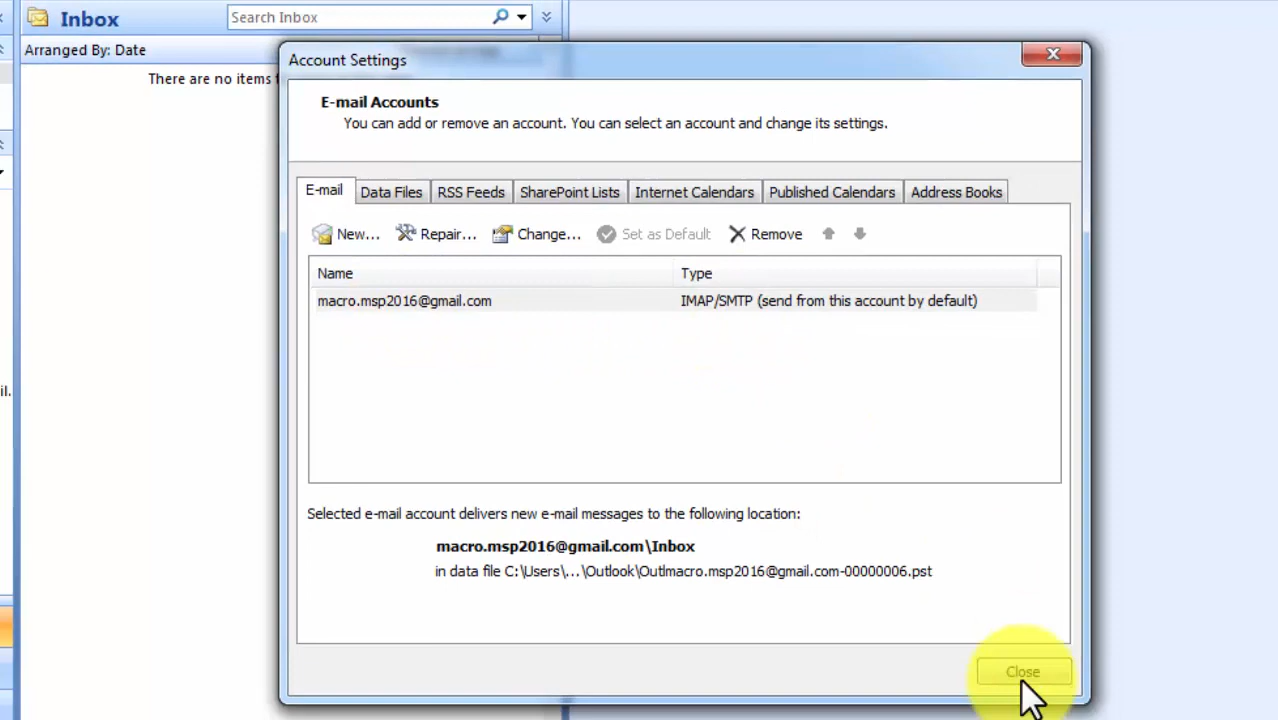 Inbox
Search Inbox
Arranged By: Date
There are no items
Account Settings
E-mail Accounts
You can add or remove an account. You can select an account and change its settings.
E-mail Data Files RSS Feeds SharePoint Lists Internet Calendars Published Calendars Address Books
New... Repair... Change... Set as Default Remove
Name Type
macro.msp2016@gmail.com IMAP/SMTP (send from this account by default)
il.
Selected e-mail account delivers new e-mail messages to the following location:
macro.msp2016@gmail.com\Inbox
in data file C:\Users\...\Outlook\Outlmacro.msp2016@gmail.com-00000006.pst
Close